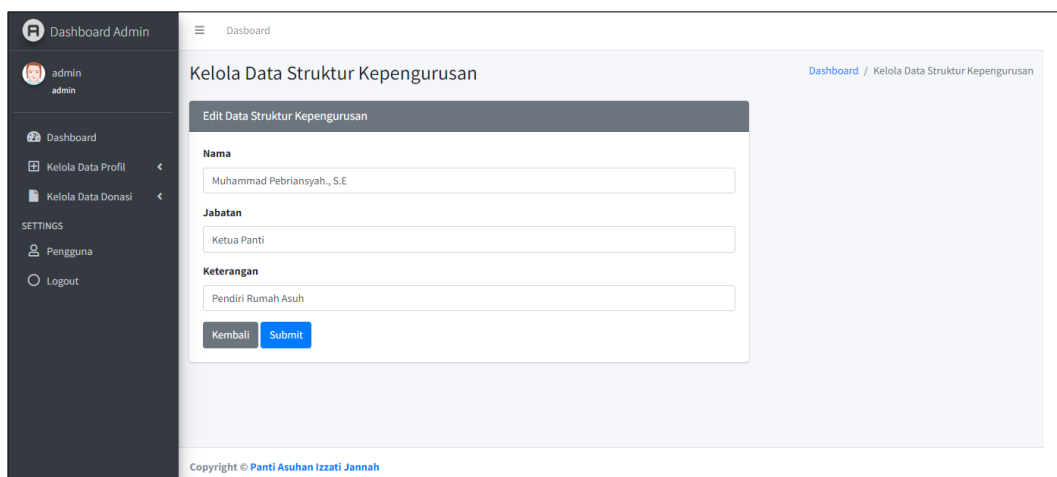 Dashboard Admin
admin
admin
Dashboard
Kelola Data Profil
Kelola Data Donasi
SETTINGS
Pengguna
Logout
Dasboard
Kelola Data Struktur Kepengurusan
Dashboard / Kelola Data Struktur Kepengurusan
Edit Data Struktur Kepengurusan
Nama
Muhammad Pebriansyah., S.E
Jabatan
Ketua Panti
Keterangan
Pendiri Rumah Asuh
Kembali Submit
Copyright © Panti Asuhan Izzati Jannah